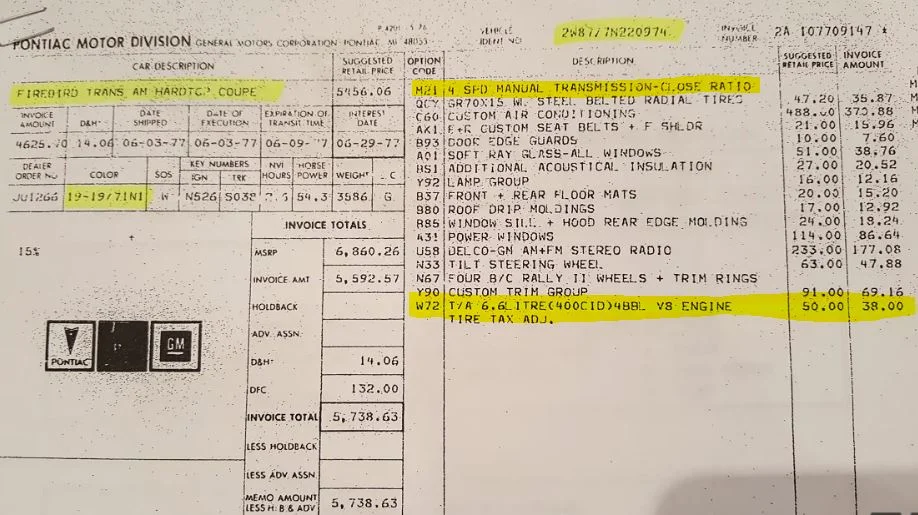 PONTIAC MOTOR DIVISION GENERAL MOTORS CORPORATION PONTIAC MI 48053
VEHICLE IDENT NO 2W87Z7N220974
INVOICE NUMBER 2A 107709147 *
CAR DESCRIPTION SUGGESTED RETAIL PRICE
FIREBIRD TRANS AM HARDTOP COUPE 5456.06
INVOICE AMOUNT D&H DATE SHIPPED DATE OF EXECUTION EXPIRATION OF TRANSIT TIME INTEREST DATE
14.06 06-03-77 06-03-77 06-09-77 06-29-77
DEALER ORDER NO COLOR SOS KEY NUMBERS IGN TRK NVI HOURS HORSE POWER WEIGHT
19-19/71N1 W N526 S038 54.3 3586 G
15%
PONTIAC
GM
INVOICE TOTALS
MSRP 6,860.26
INVOICE AMT 5,592.57
HOLDBACK
ADV. ASSN.
D&H 14.06
DFC 132.00
INVOICE TOTAL 5,738.63
LESS HOLDBACK
LESS ADV. ASSN.
MEMO AMOUNT LESS H.B & ADV 5,738.63
OPTION CODE DESCRIPTION SUGGESTED RETAIL PRICE INVOICE AMOUNT
M21 4 SPD MANUAL TRANSMISSION-CLOSE RATIO
QCY GR70X15 WL STEEL BELTED RADIAL TIRES 47.20 35.87
C60 CUSTOM AIR CONDITIONING 488.00 370.88
AK1 F+R CUSTOM SEAT BELTS + F SHLDR 21.00 15.96
B93 DOOR EDGE GUARDS 10.00 7.60
A01 SOFT RAY GLASS-ALL WINDOWS 51.00 38.76
BS1 ADDITIONAL ACOUSTICAL INSULATION 27.00 20.52
Y92 LAMP GROUP 16.00 12.16
B37 FRONT + REAR FLOOR MATS 20.00 15.20
B80 ROOF DRIP MOLDINGS 17.00 12.92
B85 WINDOW SILL + HOOD REAR EDGE MOLDING 24.00 18.24
A31 POWER WINDOWS 114.00 86.64
U58 DELCO-GM AM+FM STEREO RADIO 233.00 177.08
N33 TILT STEERING WHEEL 63.00 47.88
N67 FOUR B/C RALLY II WHEELS + TRIM RINGS
Y90 CUSTOM TRIM GROUP 91.00 69.16
W72 T/A 6.6LITRE(400CID)4BBL V8 ENGINE 50.00 38.00
TIRE TAX ADJ.